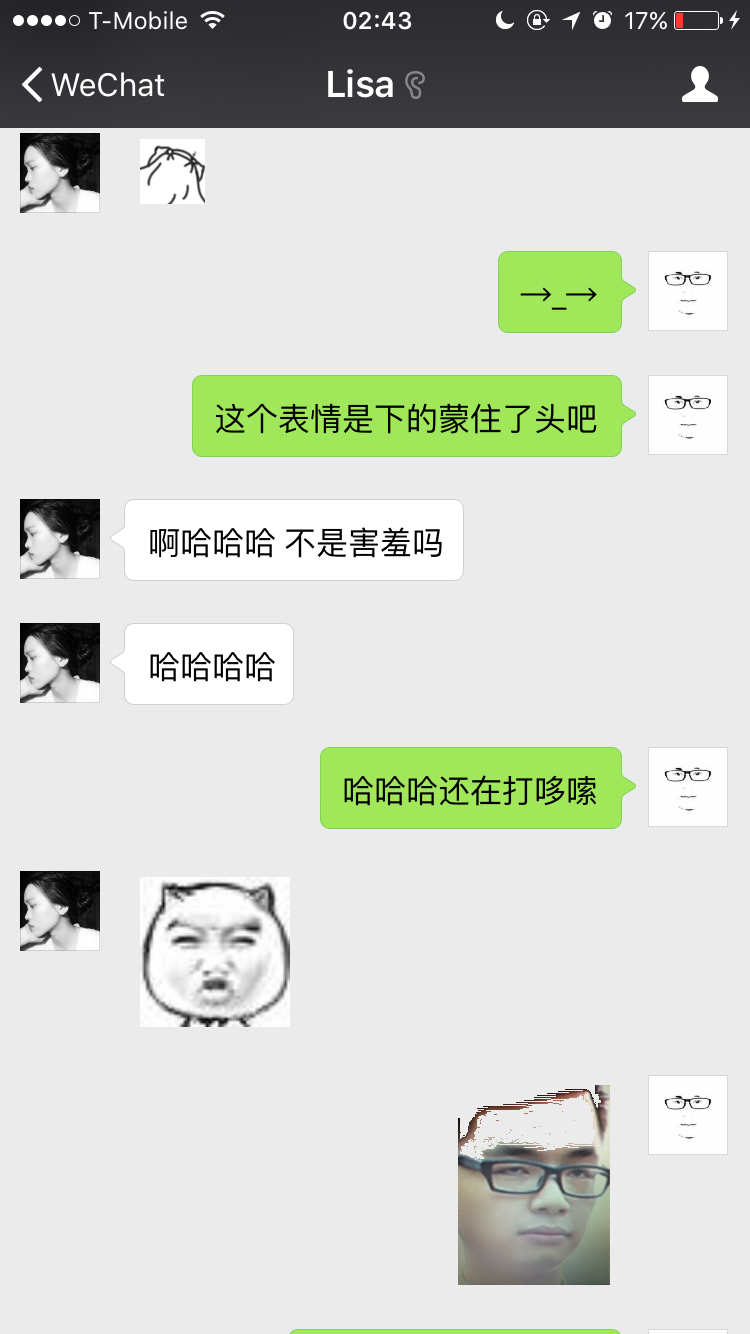 T-Mobile 02:43 17%
WeChat Lisa
→_→
这个表情是下的蒙住了头吧
啊哈哈哈 不是害羞吗
哈哈哈哈
哈哈哈还在打哆嗦